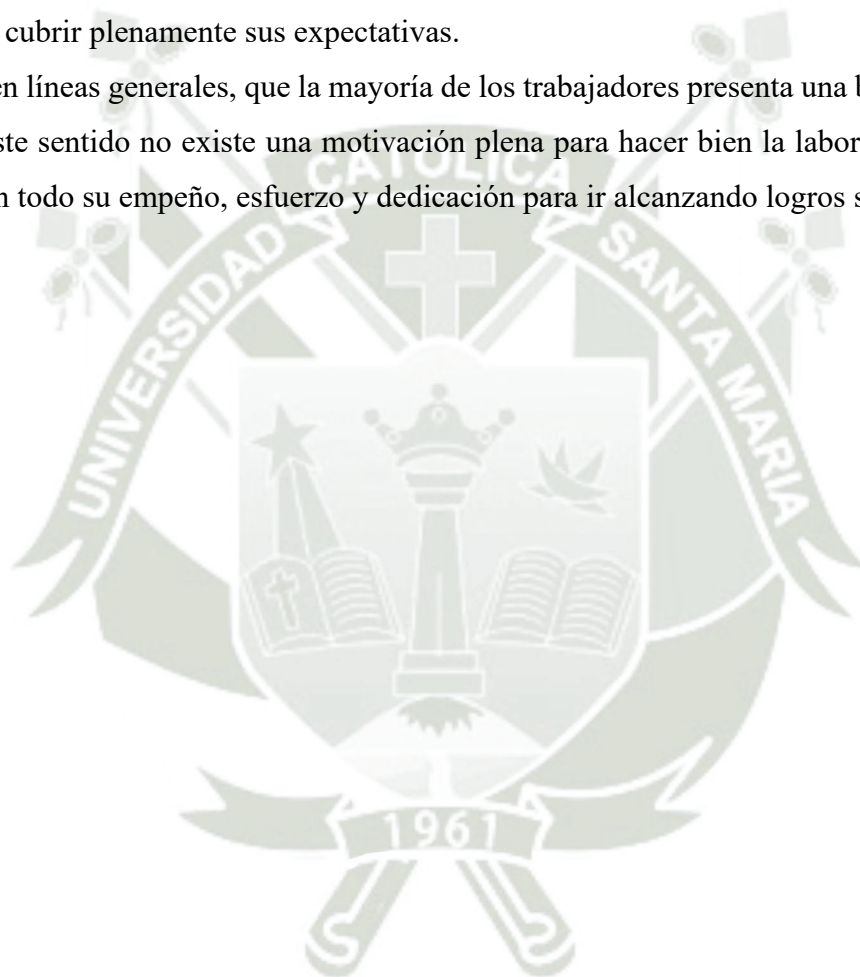 cubrir plenamente sus expectativas.
en líneas generales, que la mayoría de los trabajadores presenta una
ste sentido no existe una motivación plena para hacer bien la labor
n todo su empeño, esfuerzo y dedicación para ir alcanzando logros s
CATOLICA
UNIVERSIDAD
SANTA MARIA
1961